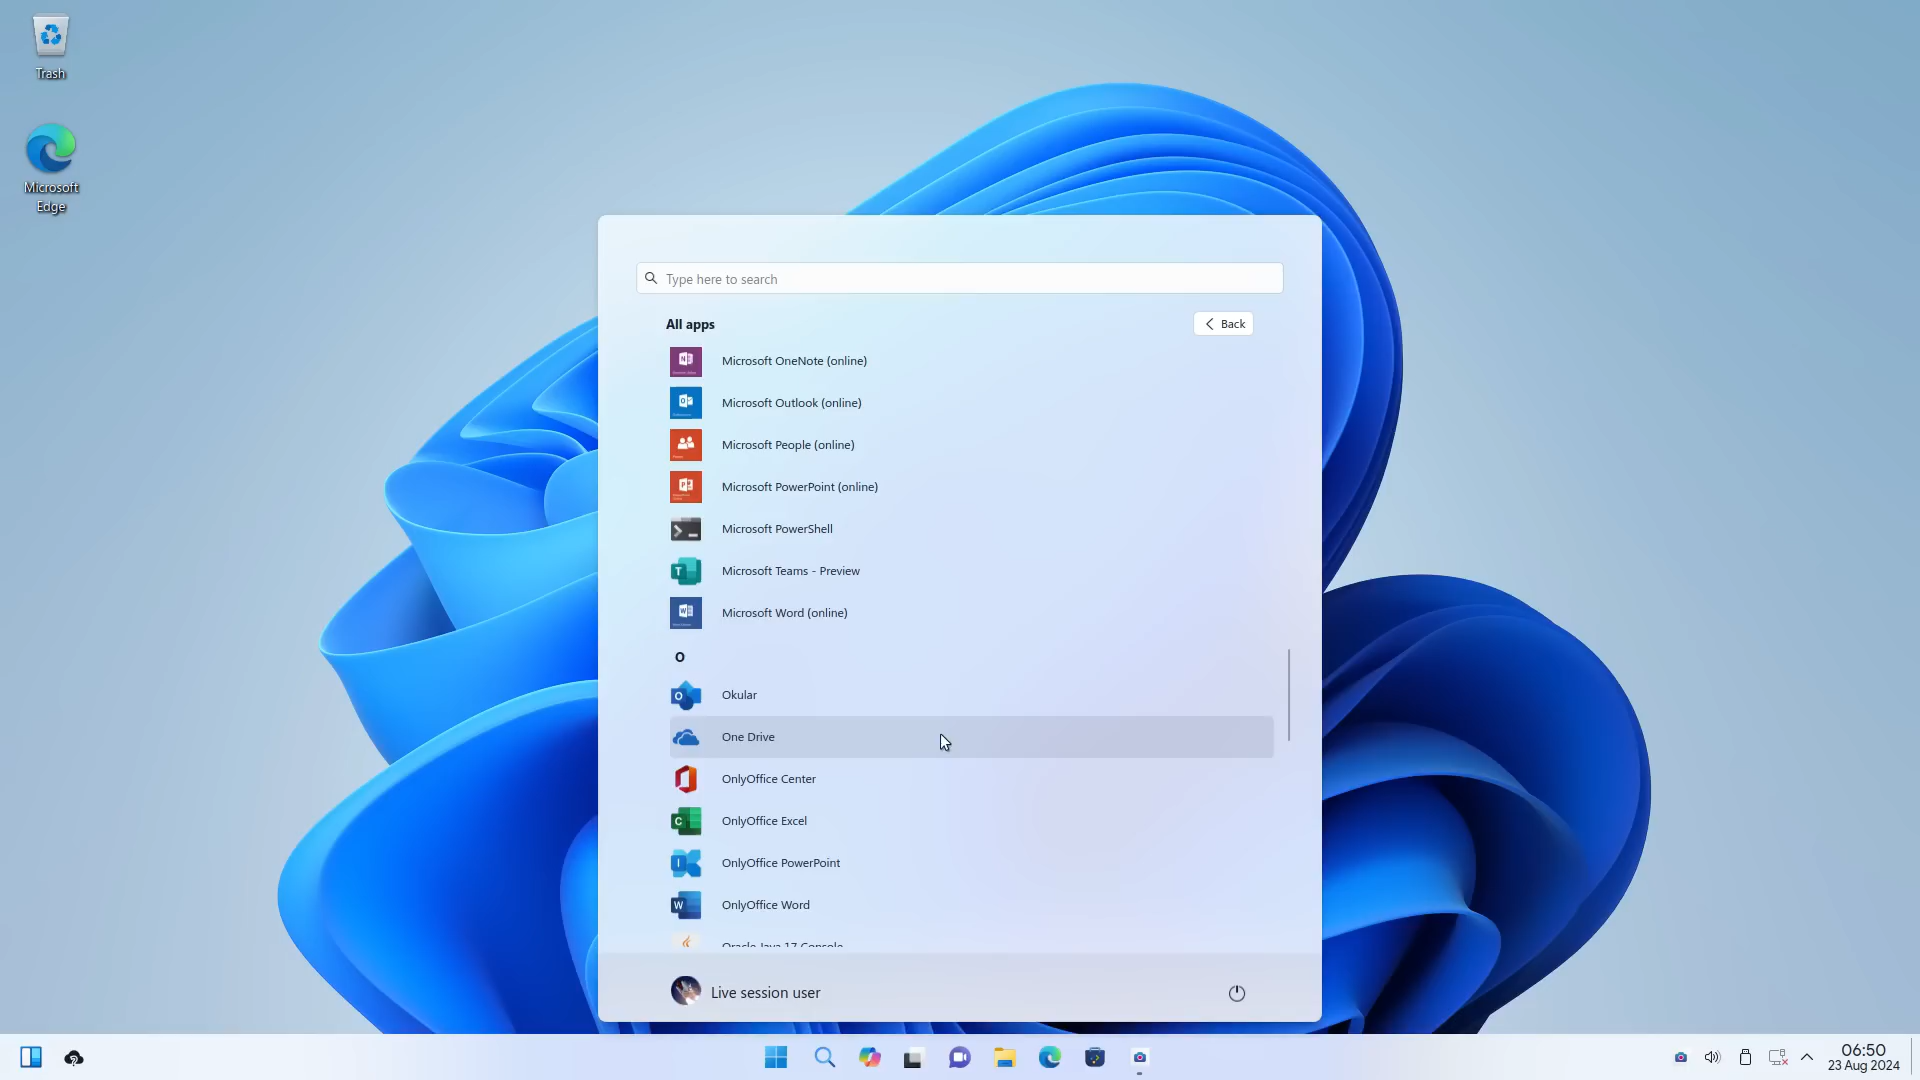 Trash
Microsoft
Edge
Type here to search
All apps
Back
Microsoft OneNote (online)
Microsoft Outlook (online)
Microsoft People (online)
Microsoft PowerPoint (online)
Microsoft PowerShell
Microsoft Teams - Preview
Microsoft Word (online)
O
Okular
One Drive
OnlyOffice Center
OnlyOffice Excel
OnlyOffice PowerPoint
OnlyOffice Word
Oracle Java 17 Console
Live session user
06:50
23 Aug 2024